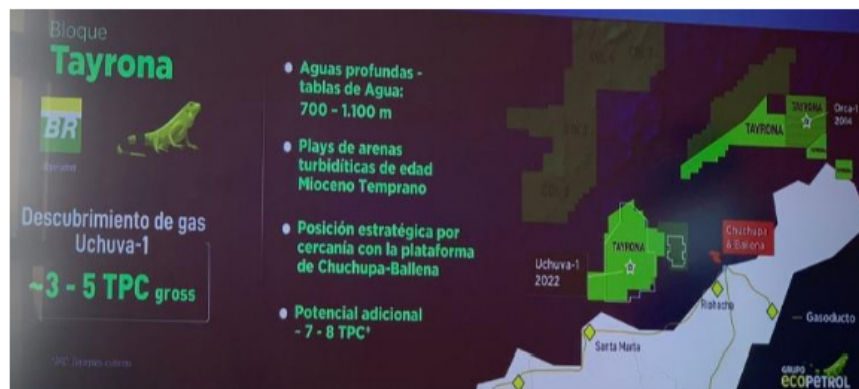 Bloque
Tayrona
BR
Descubrimiento de gas
Uchuva-1
~3 - 5 TPC gross
Aguas profundas -
tablas de Agua:
700 - 1.100 m
Plays de arenas
turbidíticas de edad
Mioceno Temprano
Posición estratégica por
cercanía con la plataforma
de Chuchupa-Ballena
Potencial adicional
~ 7 - 8 TPC*
TAYRONA
TAYRONA
Orca-1
2014
TAYRONA
Uchuva-1
2022
Chuchupa
& Ballena
Riohacha
Santa Marta
Gasoducto
GRUPO
ecopetrol